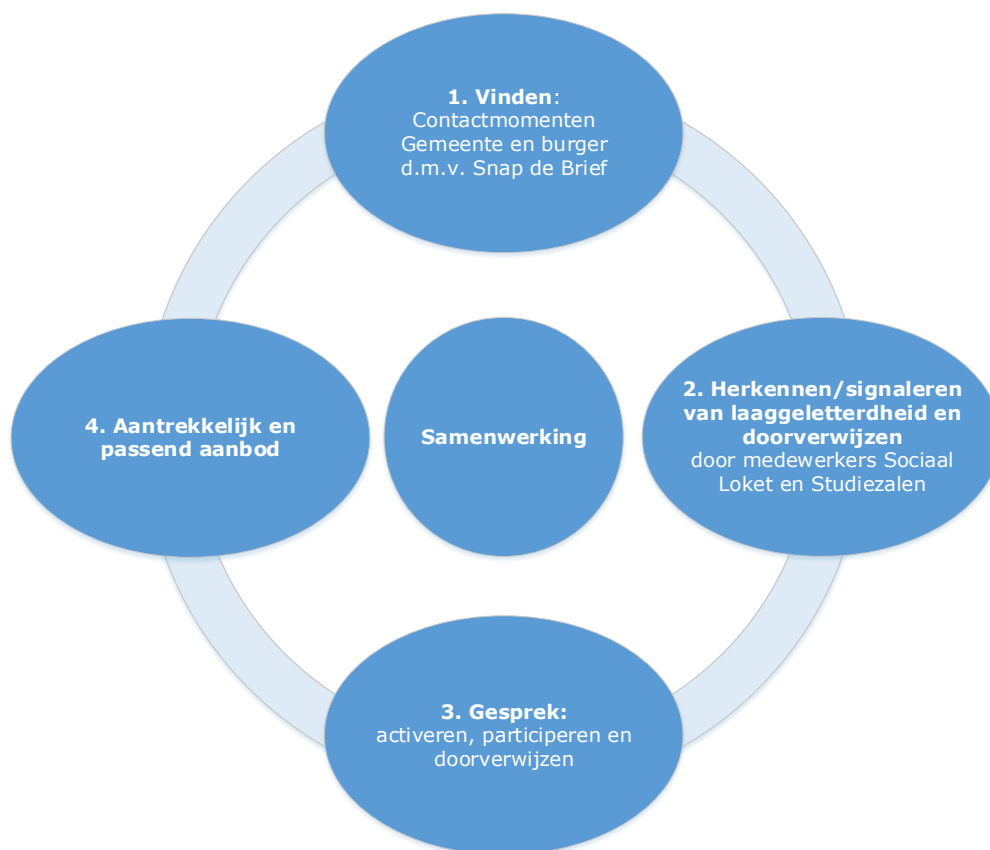 1. Vinden:
Contactmomenten
Gemeente en burger
d.m.v. Snap de Brief
4. Aantrekkelijk en
passend aanbod
Samenwerking
2. Herkennen/signaleren
van laaggeletterdheid en
doorverwijzen
door medewerkers Sociaal
Loket en Studiezalen
3. Gesprek:
activeren, participeren en
doorverwijzen